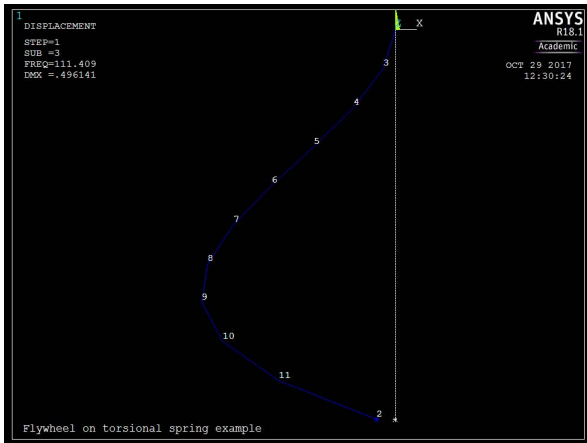 1
DISPLACEMENT
STEP=1
SUB =3
FREQ=111.409
DMX =.496141
X
ANSYS
R18.1
Academic
OCT 29 2017
12:30:24
3
4
5
6
7
8
9
10
11
2
Flywheel on torsional spring example